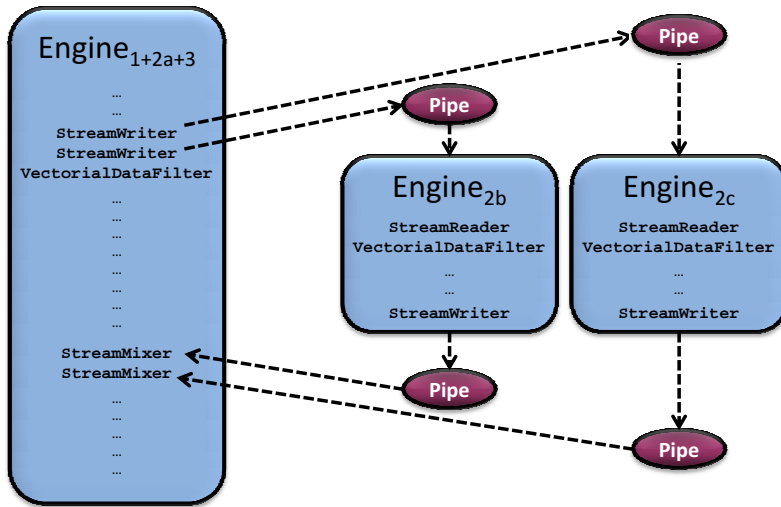 Engine1+2a+3
…
…
StreamWriter
StreamWriter
VectorialDataFilter
…
…
…
…
…
…
…
…
StreamMixer
StreamMixer
…
…
…
…
…
Pipe
Pipe
Engine2b
StreamReader
VectorialDataFilter
…
…
StreamWriter
Engine2c
StreamReader
VectorialDataFilter
…
…
StreamWriter
Pipe
Pipe